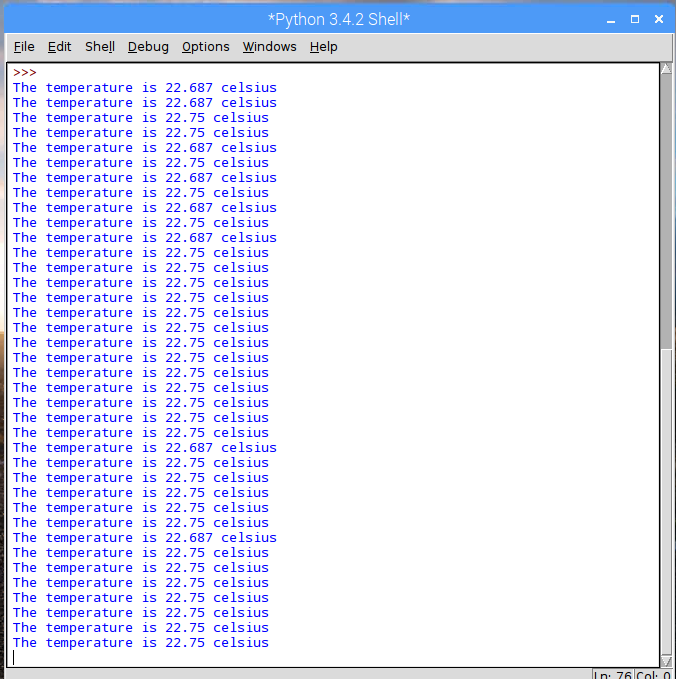 *Python 3.4.2 Shell*
File Edit Shell Debug Options Windows Help
>>>
The temperature is 22.687 celsius
The temperature is 22.687 celsius
The temperature is 22.75 celsius
The temperature is 22.75 celsius
The temperature is 22.687 celsius
The temperature is 22.75 celsius
The temperature is 22.687 celsius
The temperature is 22.75 celsius
The temperature is 22.687 celsius
The temperature is 22.75 celsius
The temperature is 22.687 celsius
The temperature is 22.75 celsius
The temperature is 22.75 celsius
The temperature is 22.75 celsius
The temperature is 22.75 celsius
The temperature is 22.75 celsius
The temperature is 22.75 celsius
The temperature is 22.75 celsius
The temperature is 22.75 celsius
The temperature is 22.75 celsius
The temperature is 22.75 celsius
The temperature is 22.75 celsius
The temperature is 22.75 celsius
The temperature is 22.75 celsius
The temperature is 22.687 celsius
The temperature is 22.75 celsius
The temperature is 22.75 celsius
The temperature is 22.75 celsius
The temperature is 22.75 celsius
The temperature is 22.75 celsius
The temperature is 22.687 celsius
The temperature is 22.75 celsius
The temperature is 22.75 celsius
The temperature is 22.75 celsius
The temperature is 22.75 celsius
The temperature is 22.75 celsius
The temperature is 22.75 celsius
The temperature is 22.75 celsius
Ln: 76 Col: 0